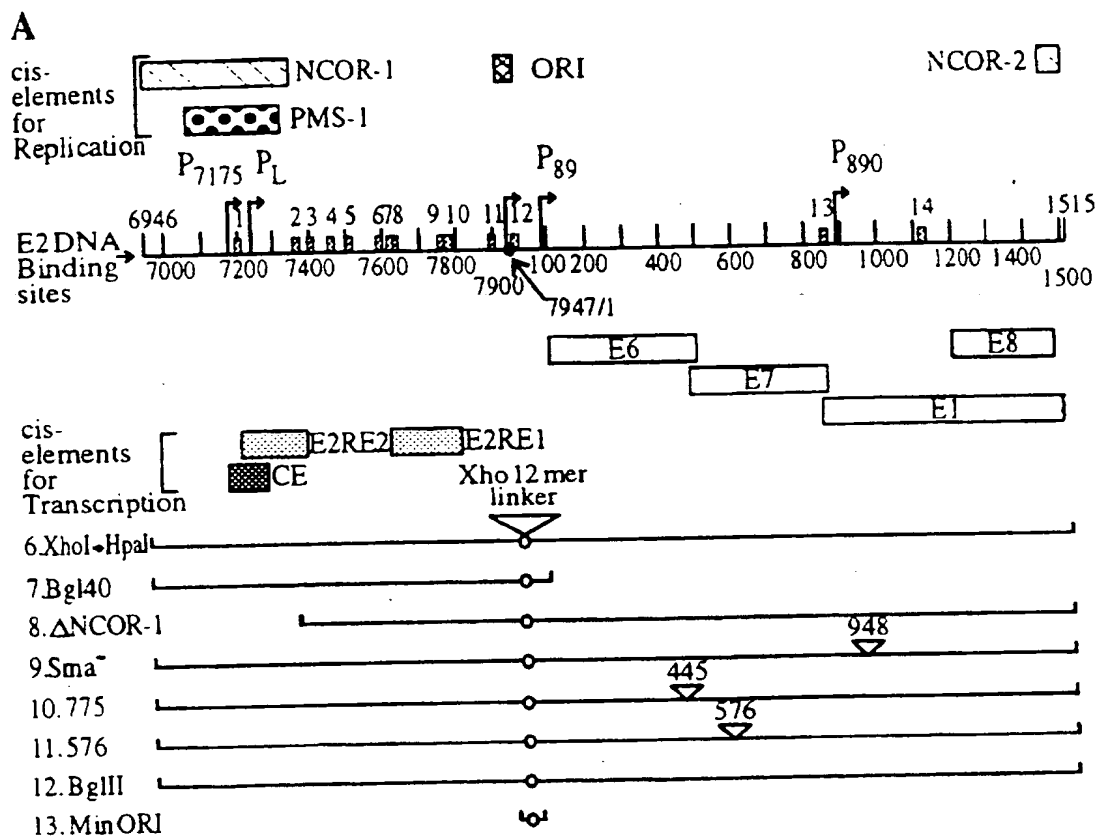 A
cis-
elements
for
Replication
NCOR-1
ORI
NCOR-2
PMS-1
P7175
PL
P89
P890
6946
1 2 3 4 5 6 7 8 9 10 11 12 13 14
1515
E2 DNA
Binding
sites
7000 7200 7400 7600 7800 7900 100 200 400 600 800 1000 1200 1400 1500
7947/1
E6
E8
E7
E1
cis-
elements
for
Transcription
E2RE2
E2RE1
CE
Xho 12 mer
linker
6.XhoI→HpaI
7.Bgl40
8.ΔNCOR-1
948
9.Sma-
445
10. 775
576
11. 576
12. BglII
13. Min ORI